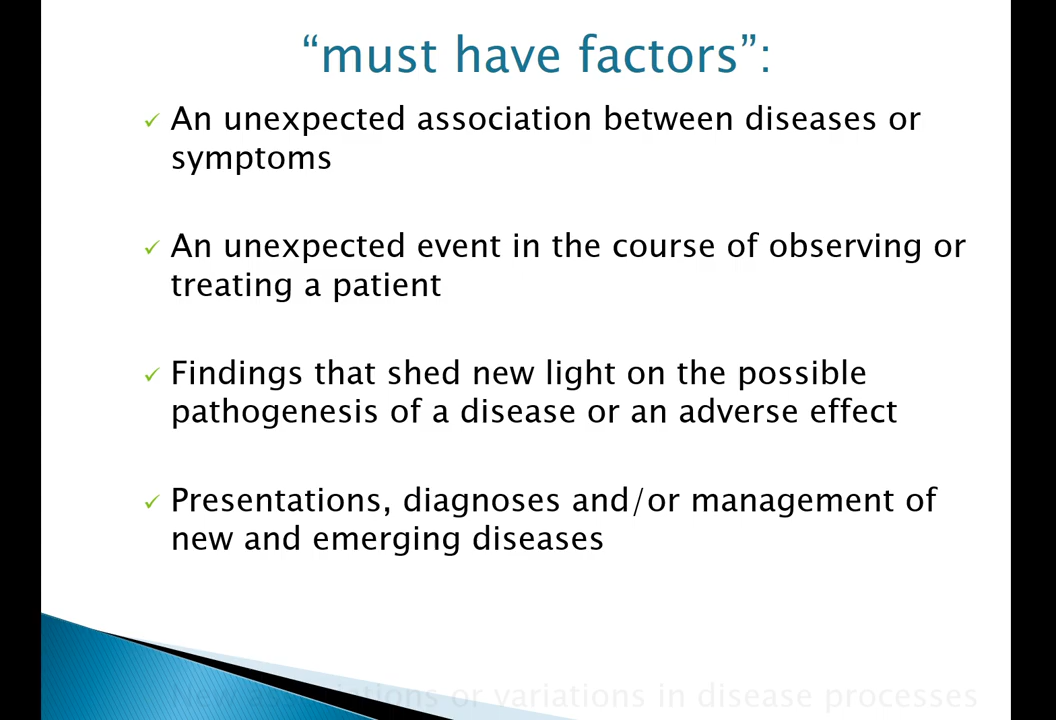 “must have factors”:
✓ An unexpected association between diseases or
symptoms
✓ An unexpected event in the course of observing or
treating a patient
✓ Findings that shed new light on the possible
pathogenesis of a disease or an adverse effect
✓ Presentations, diagnoses and/or management of
new and emerging diseases
New associations or variations in disease processes